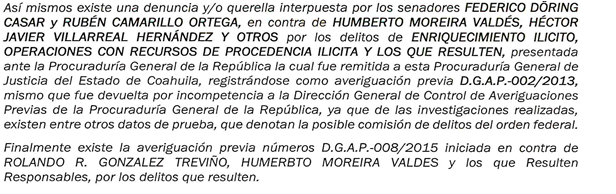 Así mismos existe una denuncia y/o querella interpuesta por los senadores FEDERICO DÖRING
CASAR y RUBÉN CAMARILLO ORTEGA, en contra de HUMBERTO MOREIRA VALDÉS, HÉCTOR
JAVIER VILLARREAL HERNÁNDEZ Y OTROS por los delitos de ENRIQUECIMIENTO ILICITO,
OPERACIONES CON RECURSOS DE PROCEDENCIA ILICITA Y LOS QUE RESULTEN, presentada
ante la Procuraduría General de la República la cual fue remitida a esta Procuraduría General de
Justicia del Estado de Coahuila, registrándose como averiguación previa D.G.A.P.-002/2013,
mismo que fue devuelta por incompetencia a la Dirección General de Control de Averiguaciones
Previas de la Procuraduría General de la República, ya que de las investigaciones realizadas,
existen entre otros datos de prueba, que denotan la posible comisión de delitos del orden federal.
Finalmente existe la averiguación previa números D.G.A.P.-008/2015 iniciada en contra de
ROLANDO R. GONZALEZ TREVIÑO, HUMERBTO MOREIRA VALDES y los que Resulten
Responsables, por los delitos que resulten.